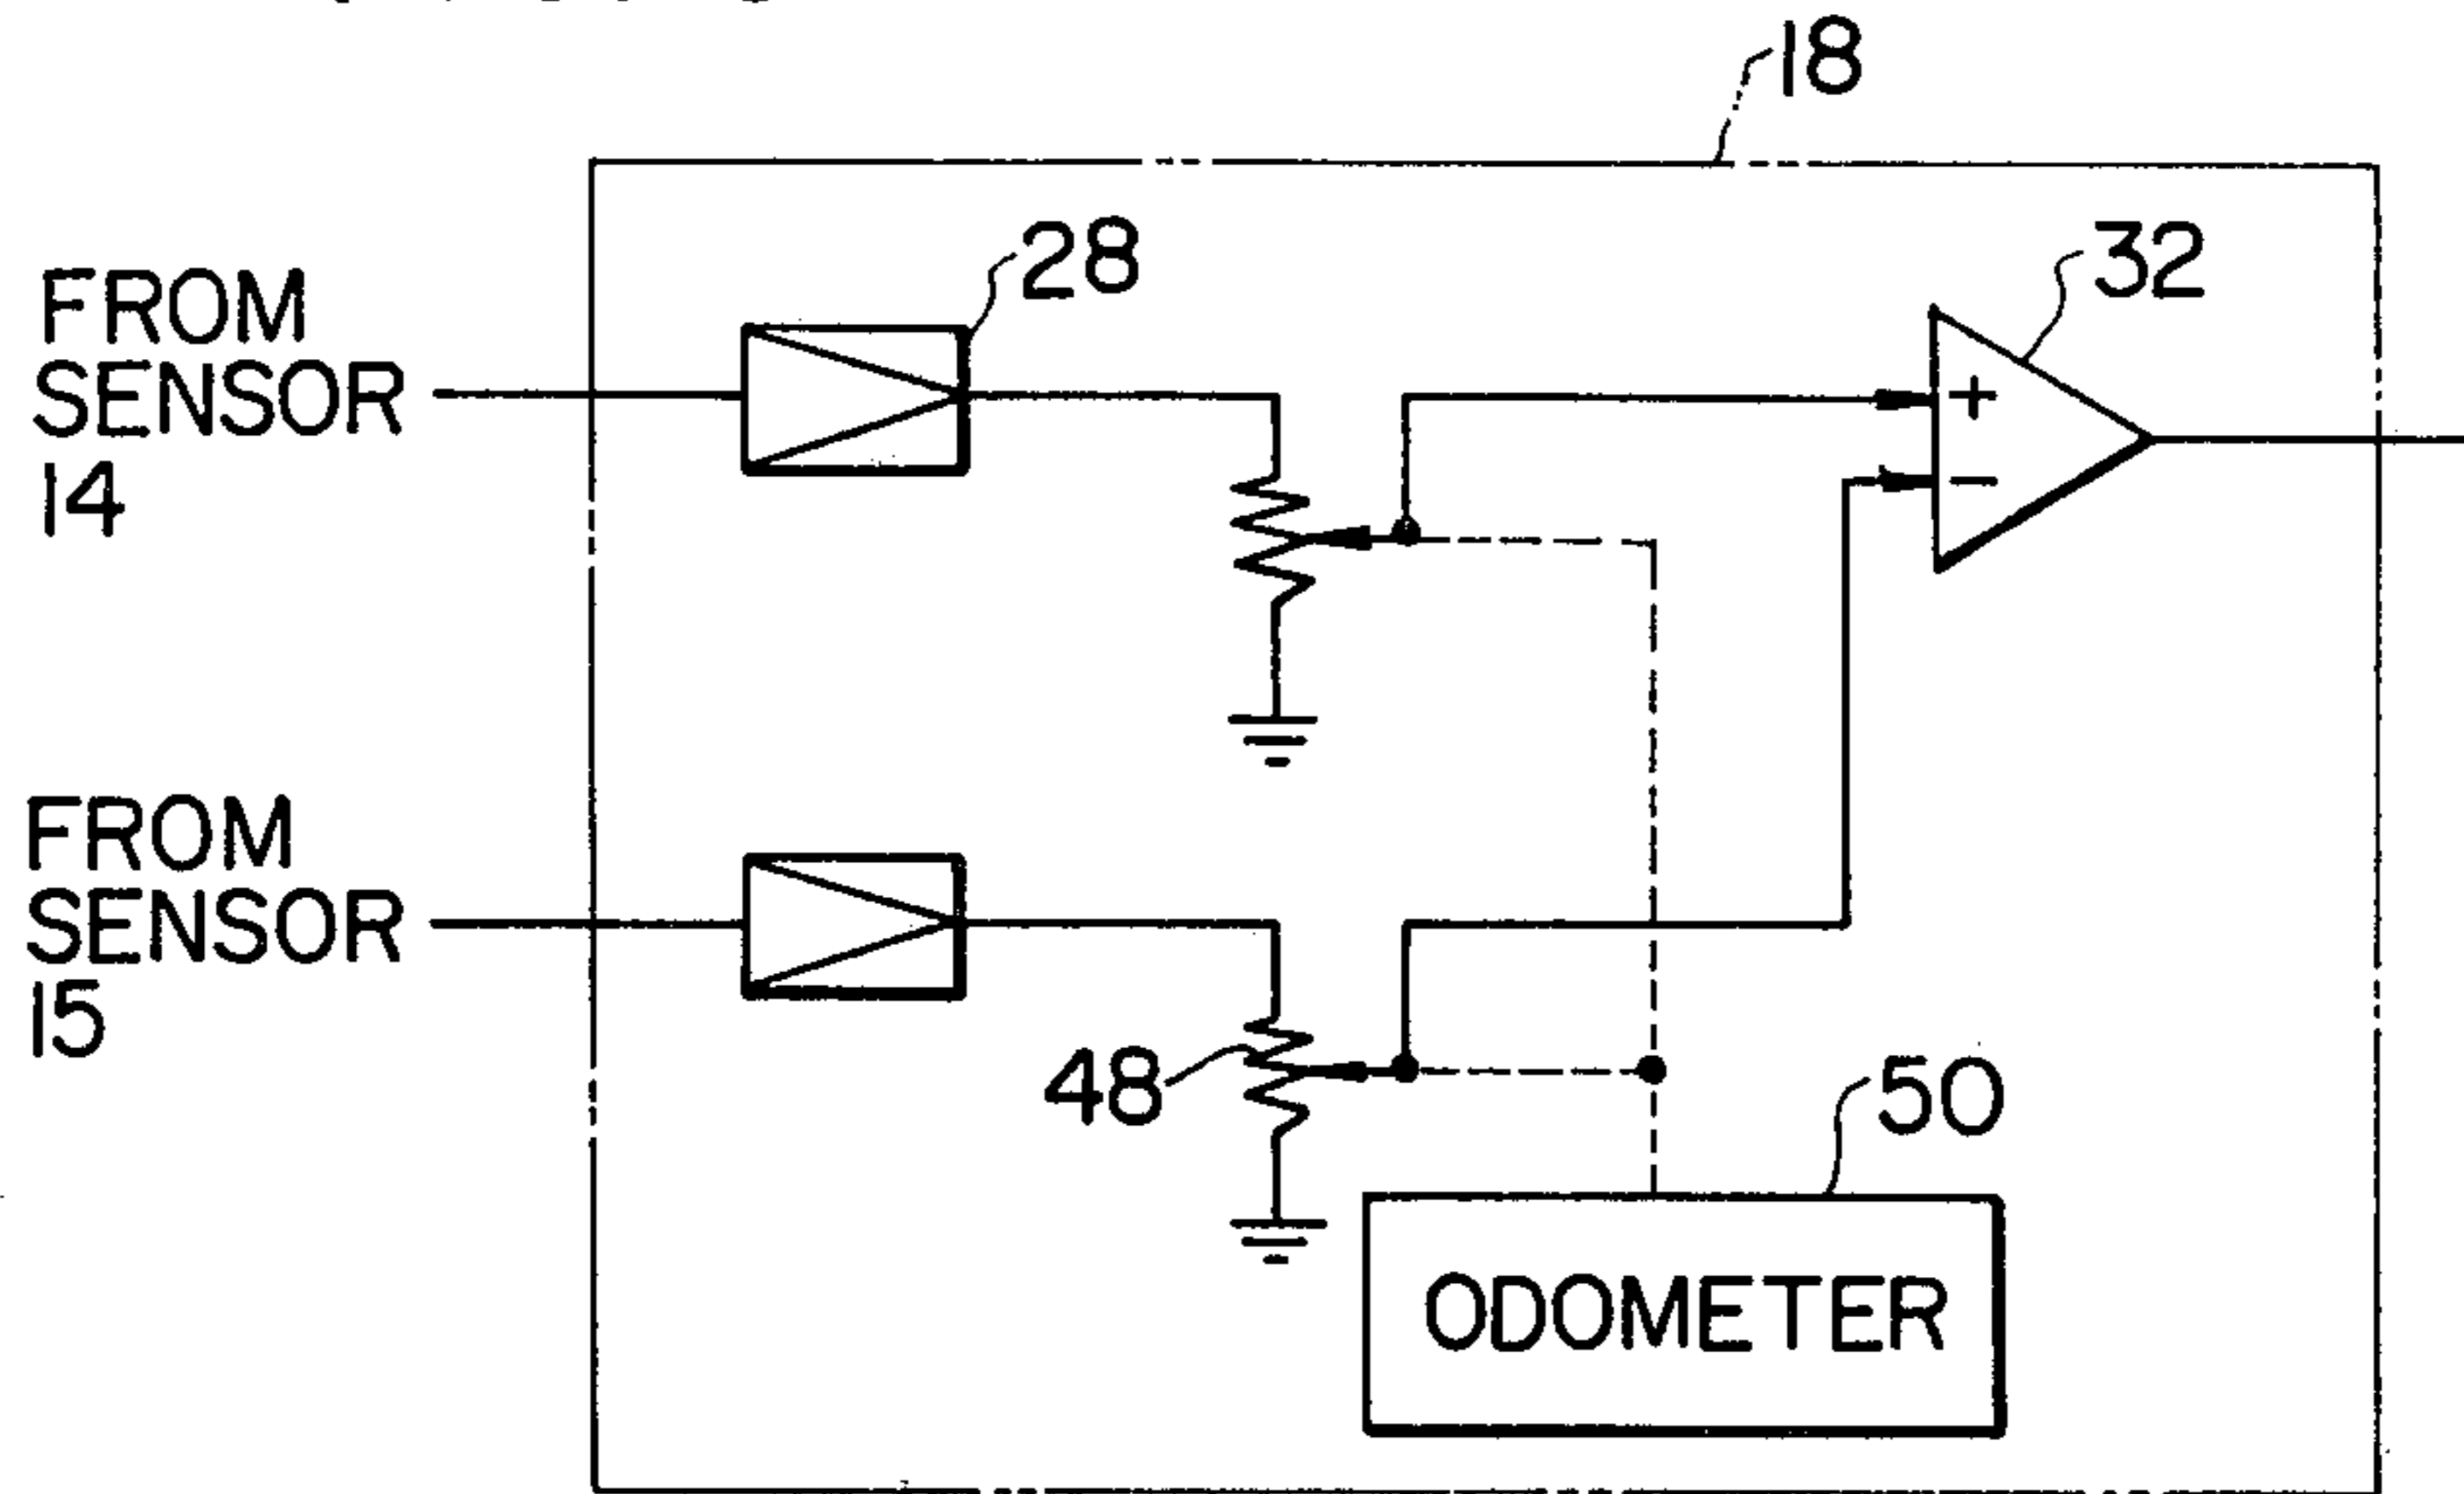 18
28
32
FROM
SENSOR
14
+
−
FROM
SENSOR
15
48
50
ODOMETER